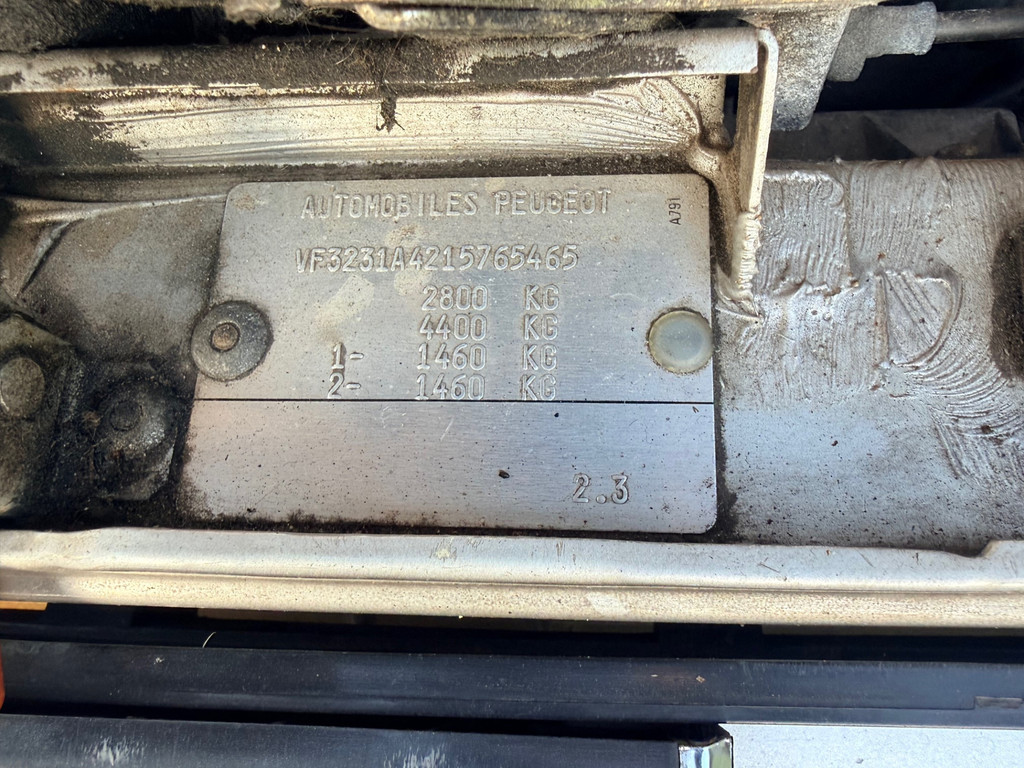 AUTOMOBILES PEUGEOT
A791
VF3231A4215765465
2800 KG
4400 KG
1- 1460 KG
2- 1460 KG
2.3